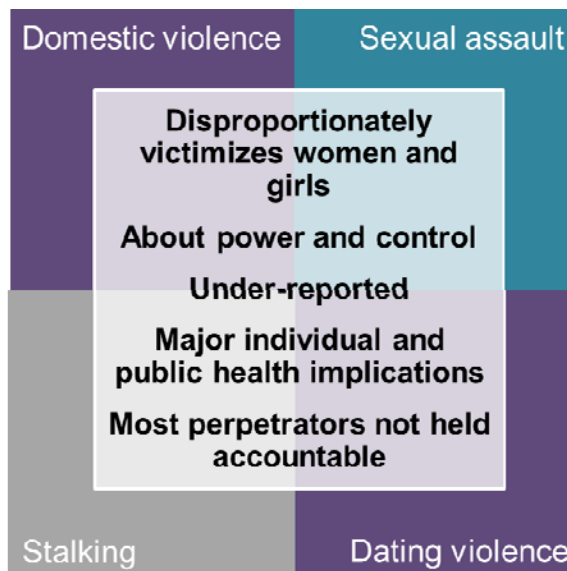 Domestic violence
Sexual assault
Disproportionately
victimizes women and
girls
About power and control
Under-reported
Major individual and
public health implications
Most perpetrators not held
accountable
Stalking
Dating violence